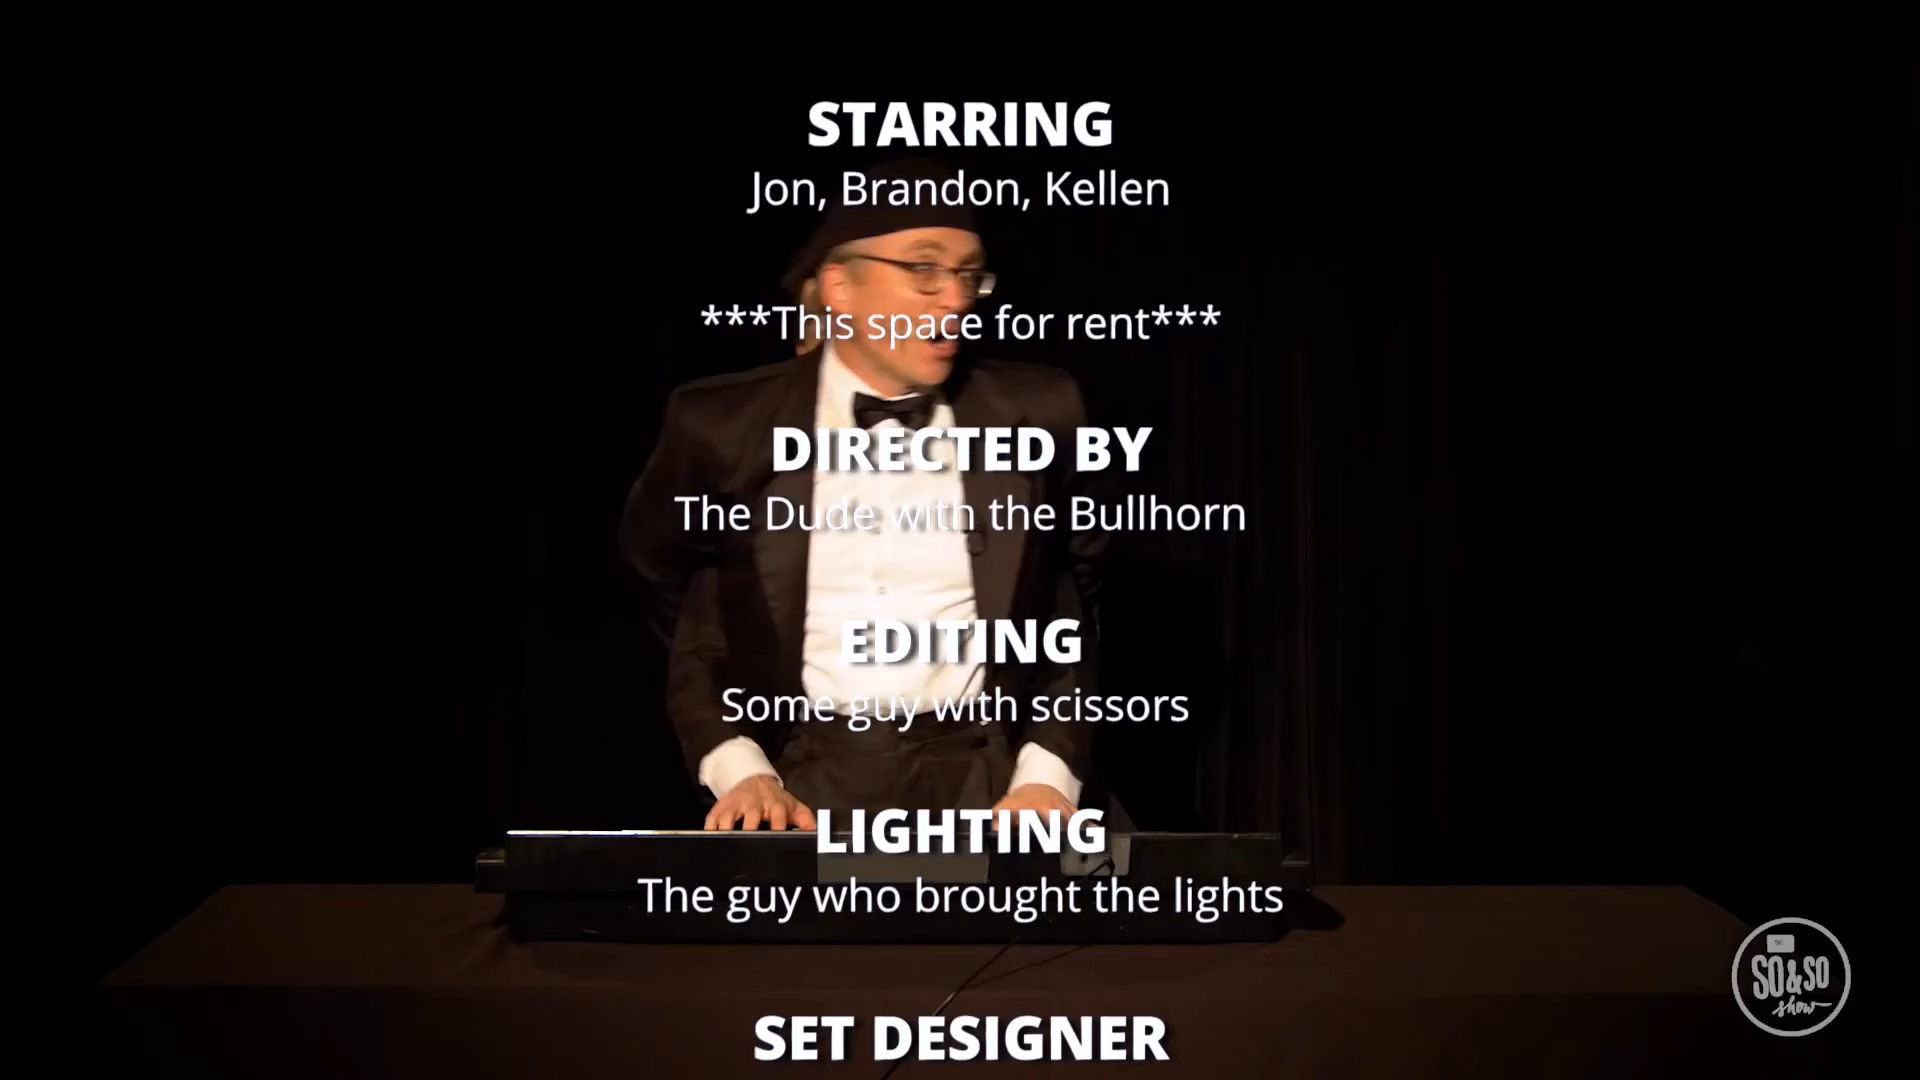 STARRING
Jon, Brandon, Kellen
***This space for rent***
DIRECTED BY
The Dude with the Bullhorn
EDITING
Some guy with scissors
LIGHTING
The guy who brought the lights
SET DESIGNER
SO&SO
show